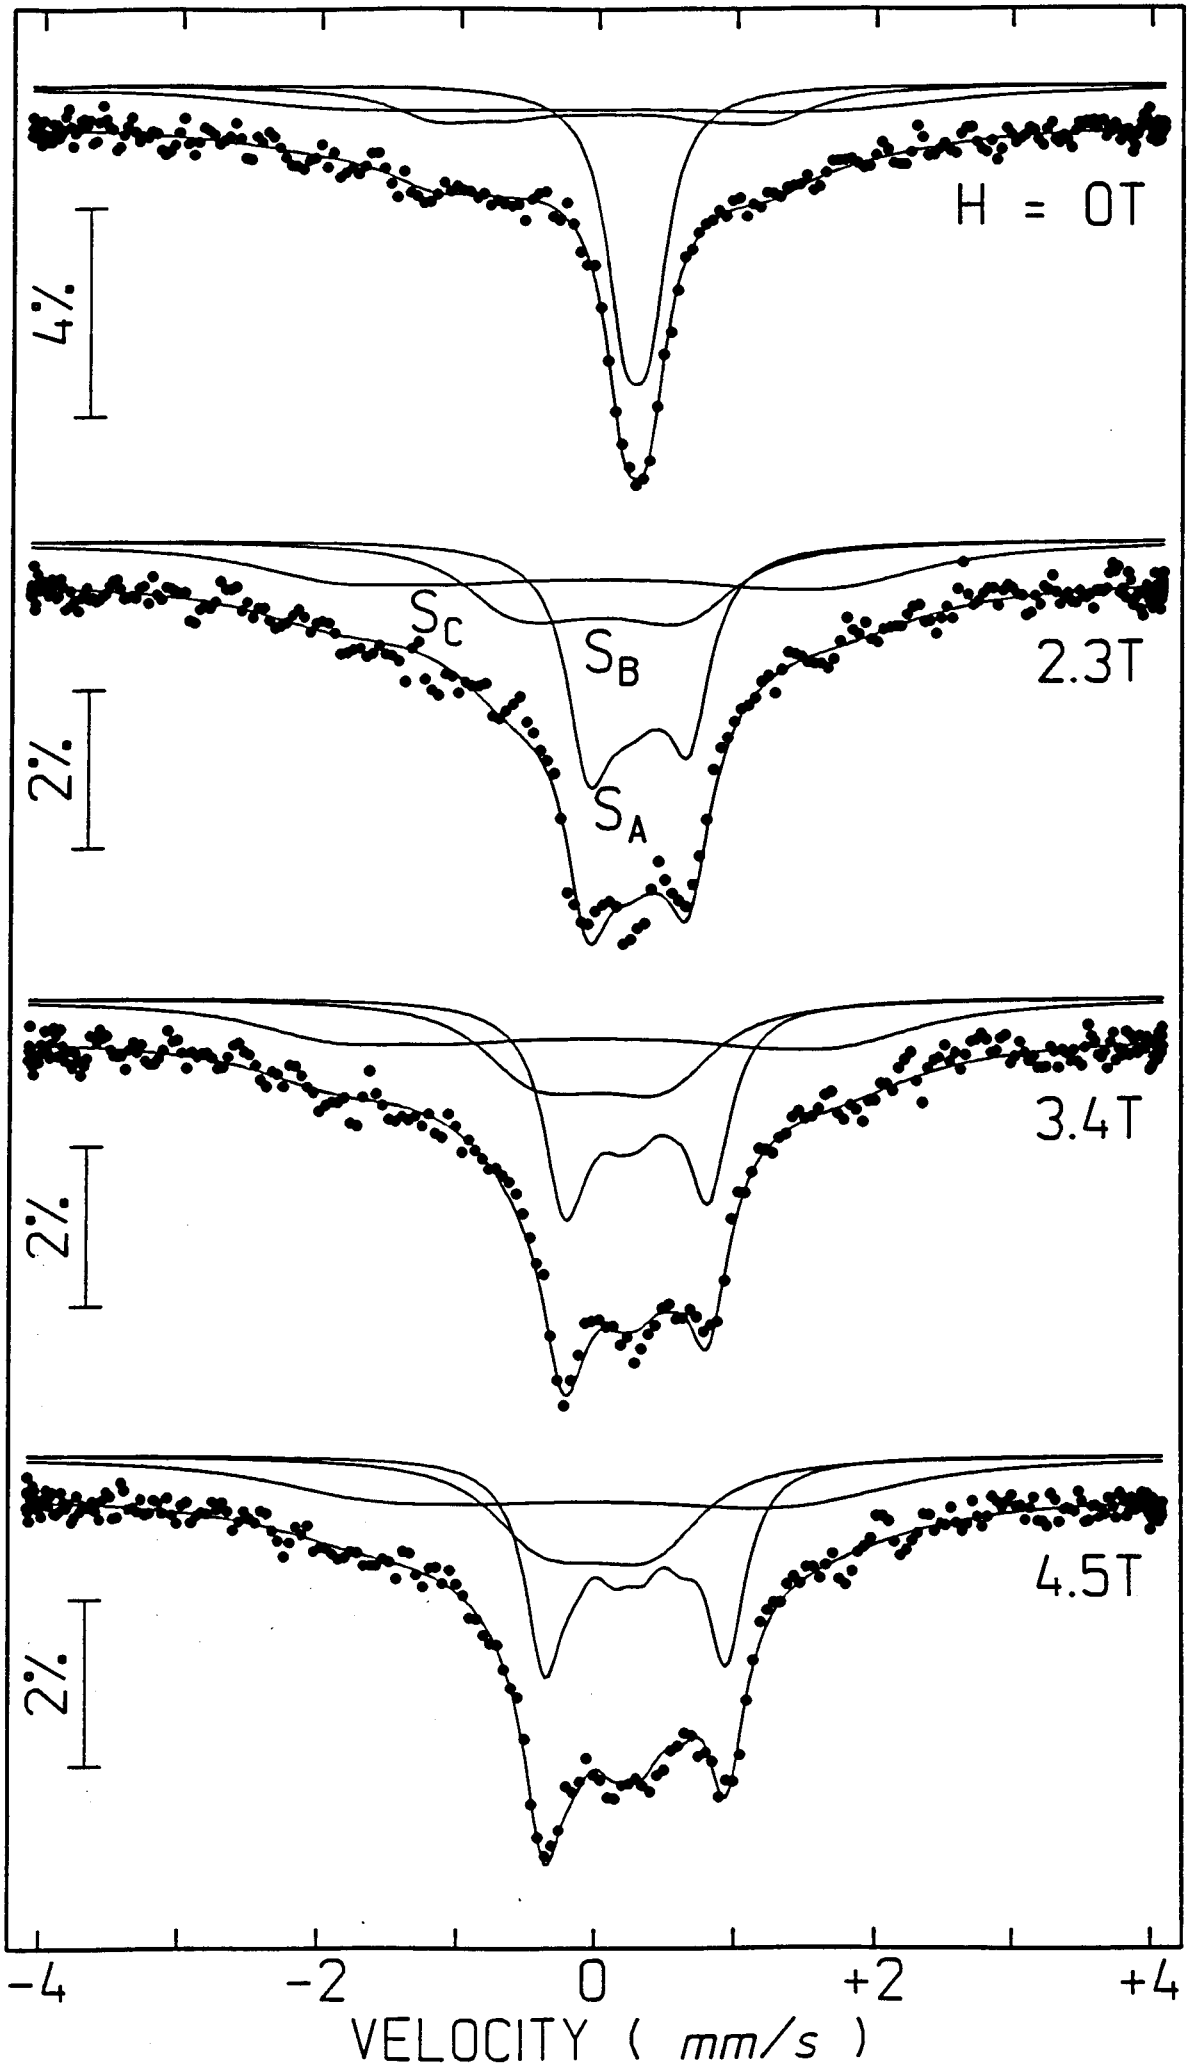 H = 0T
4%
S_C
S_B
2.3T
2%
S_A
3.4T
2%
4.5T
2%
-4 -2 0 +2 +4
VELOCITY ( mm/s )